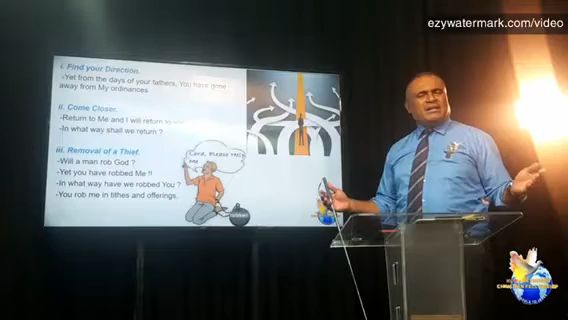 ezywatermark.com/video
i. Find your Direction.
-Yet from the days of your fathers, You have gone
away from My ordinances
ii. Come Closer.
-Return to Me and I will return to
-In what way shall we return ?
iii. Removal of a Thief.
-Will a man rob God ?
-Yet you have robbed Me !!
-In what way have we robbed You ?
-You rob me in tithes and offerings.
Lord, Please Help
me